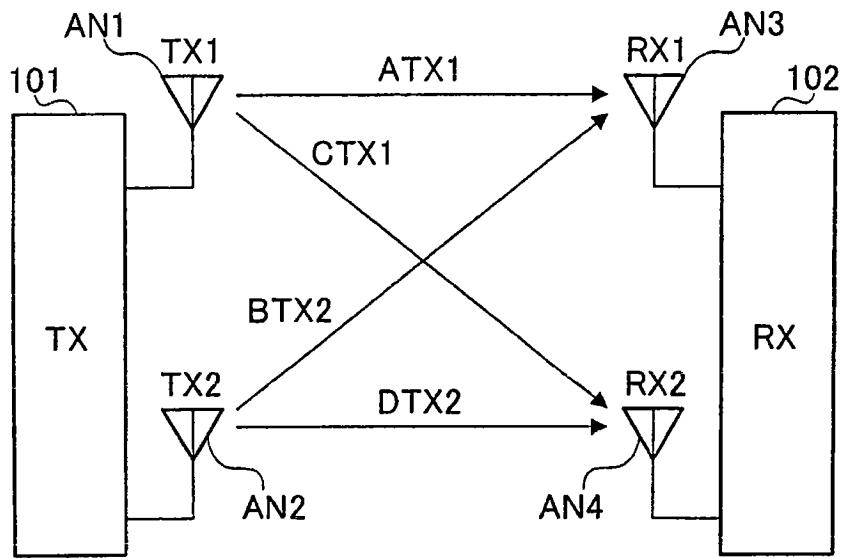 AN1
TX1
ATX1
RX1
AN3
101
102
CTX1
BTX2
TX
RX
TX2
DTX2
RX2
AN2
AN4